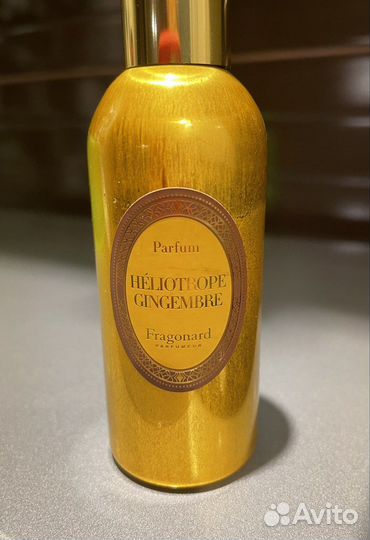 Parfum
HÉLIOTROPE
GINGEMBRE
Fragonard
PARFUMEUR
Avito